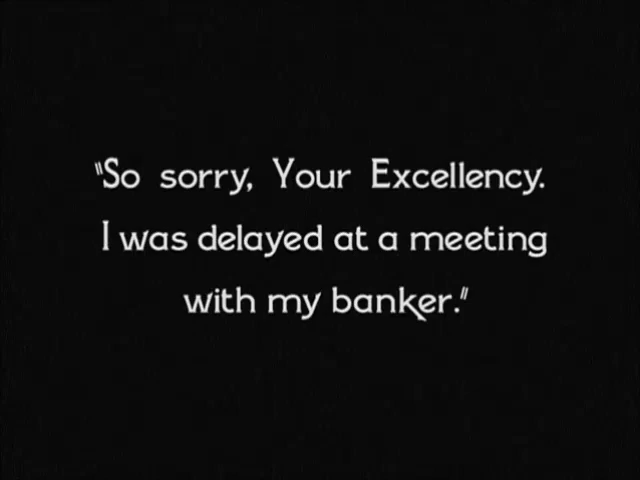 "So sorry, Your Excellency.
I was delayed at a meeting
with my banker."